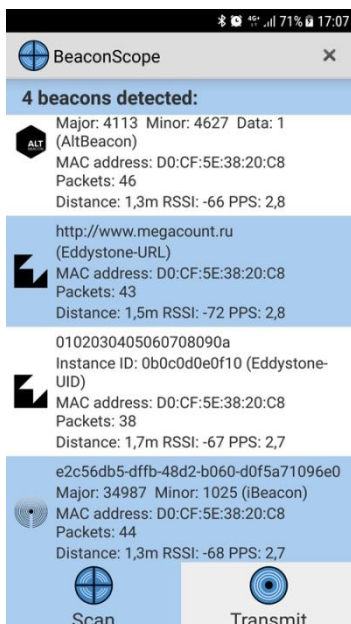 4G+ 71% 17:07
BeaconScope ×
4 beacons detected:
Major: 4113 Minor: 4627 Data: 1
(AltBeacon)
ALT
BEACON
MAC address: D0:CF:5E:38:20:C8
Packets: 46
Distance: 1,3m RSSI: -66 PPS: 2,8
http://www.megacount.ru
(Eddystone-URL)
MAC address: D0:CF:5E:38:20:C8
Packets: 43
Distance: 1,5m RSSI: -72 PPS: 2,8
0102030405060708090a
Instance ID: 0b0c0d0e0f10 (Eddystone-
UID)
MAC address: D0:CF:5E:38:20:C8
Packets: 38
Distance: 1,7m RSSI: -67 PPS: 2,7
e2c56db5-dffb-48d2-b060-d0f5a71096e0
Major: 34987 Minor: 1025 (iBeacon)
MAC address: D0:CF:5E:38:20:C8
Packets: 44
Distance: 1,3m RSSI: -68 PPS: 2,7
Scan Transmit